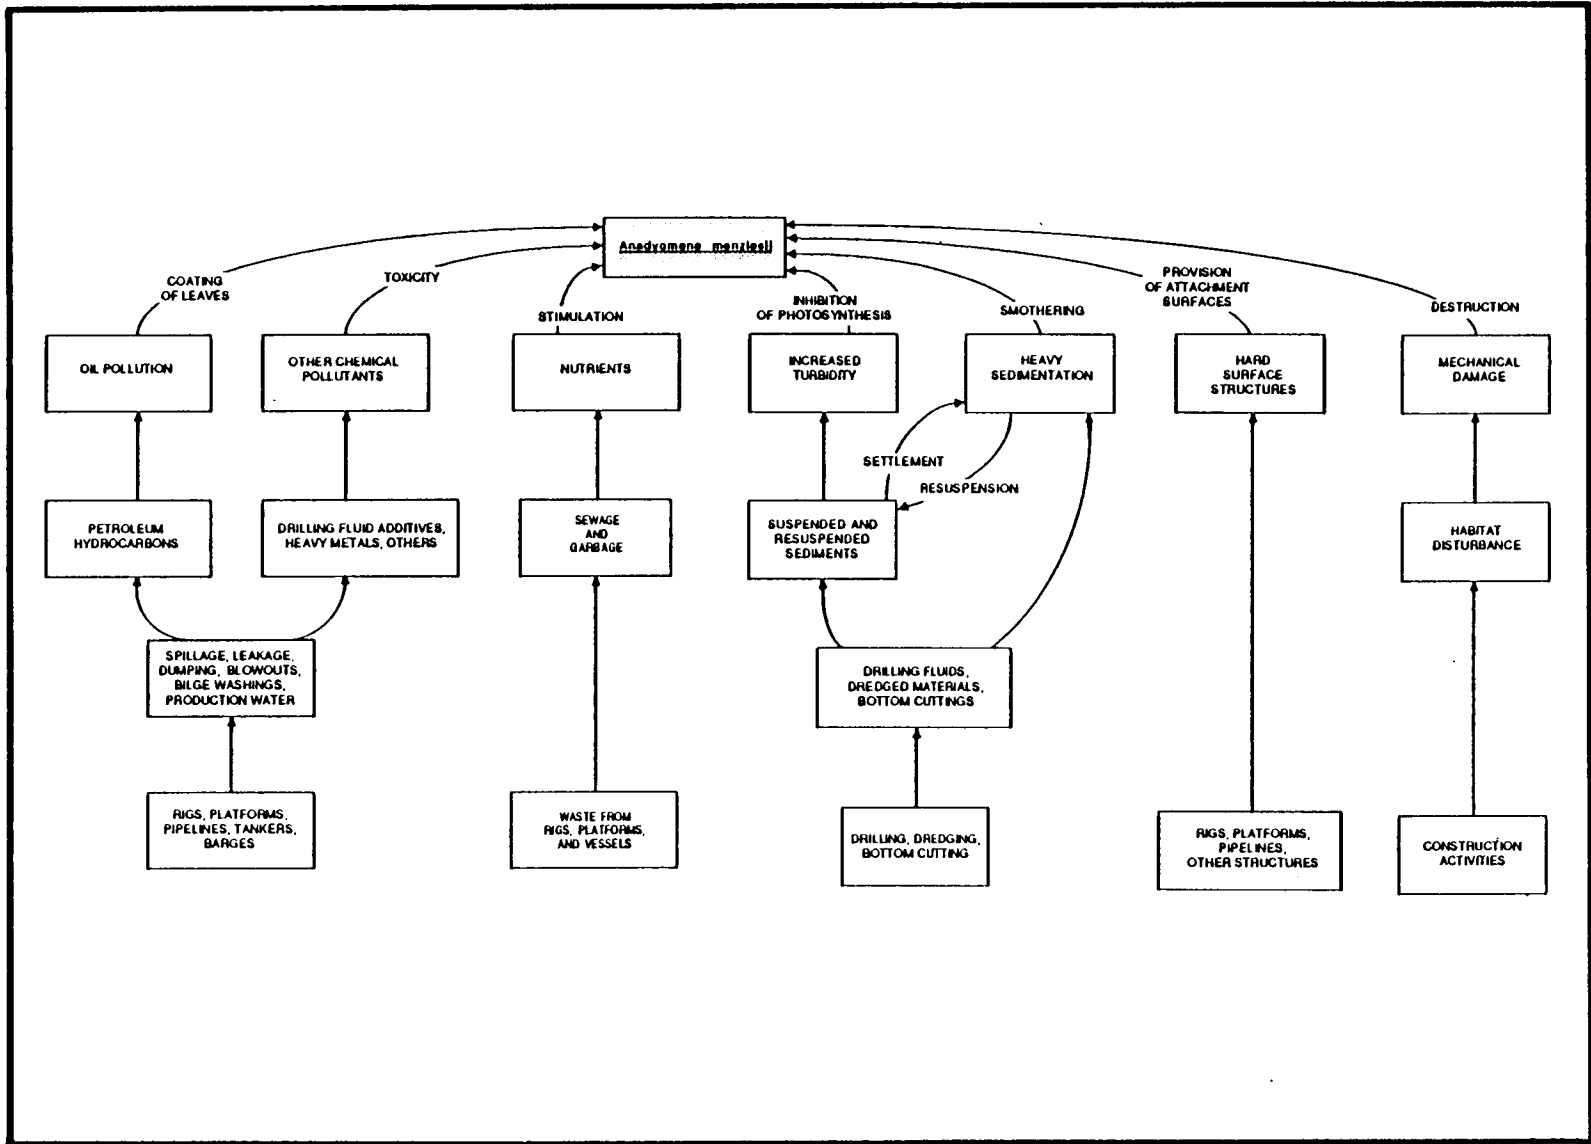 Anadyomene menziesii
COATING
OF LEAVES
TOXICITY
STIMULATION
INHIBITION
OF PHOTOSYNTHESIS
SMOTHERING
PROVISION
OF ATTACHMENT
SURFACES
DESTRUCTION
OIL POLLUTION
OTHER CHEMICAL
POLLUTANTS
NUTRIENTS
INCREASED
TURBIDITY
HEAVY
SEDIMENTATION
HARD
SURFACE
STRUCTURES
MECHANICAL
DAMAGE
SETTLEMENT
RESUSPENSION
PETROLEUM
HYDROCARBONS
DRILLING FLUID ADDITIVES,
HEAVY METALS, OTHERS
SEWAGE
AND
GARBAGE
SUSPENDED AND
RESUSPENDED
SEDIMENTS
HABITAT
DISTURBANCE
SPILLAGE, LEAKAGE,
DUMPING, BLOWOUTS,
BILGE WASHINGS,
PRODUCTION WATER
DRILLING FLUIDS,
DREDGED MATERIALS,
BOTTOM CUTTINGS
RIGS, PLATFORMS,
PIPELINES, TANKERS,
BARGES
WASTE FROM
RIGS, PLATFORMS,
AND VESSELS
DRILLING, DREDGING,
BOTTOM CUTTING
RIGS, PLATFORMS,
PIPELINES,
OTHER STRUCTURES
CONSTRUCTION
ACTIVITIES